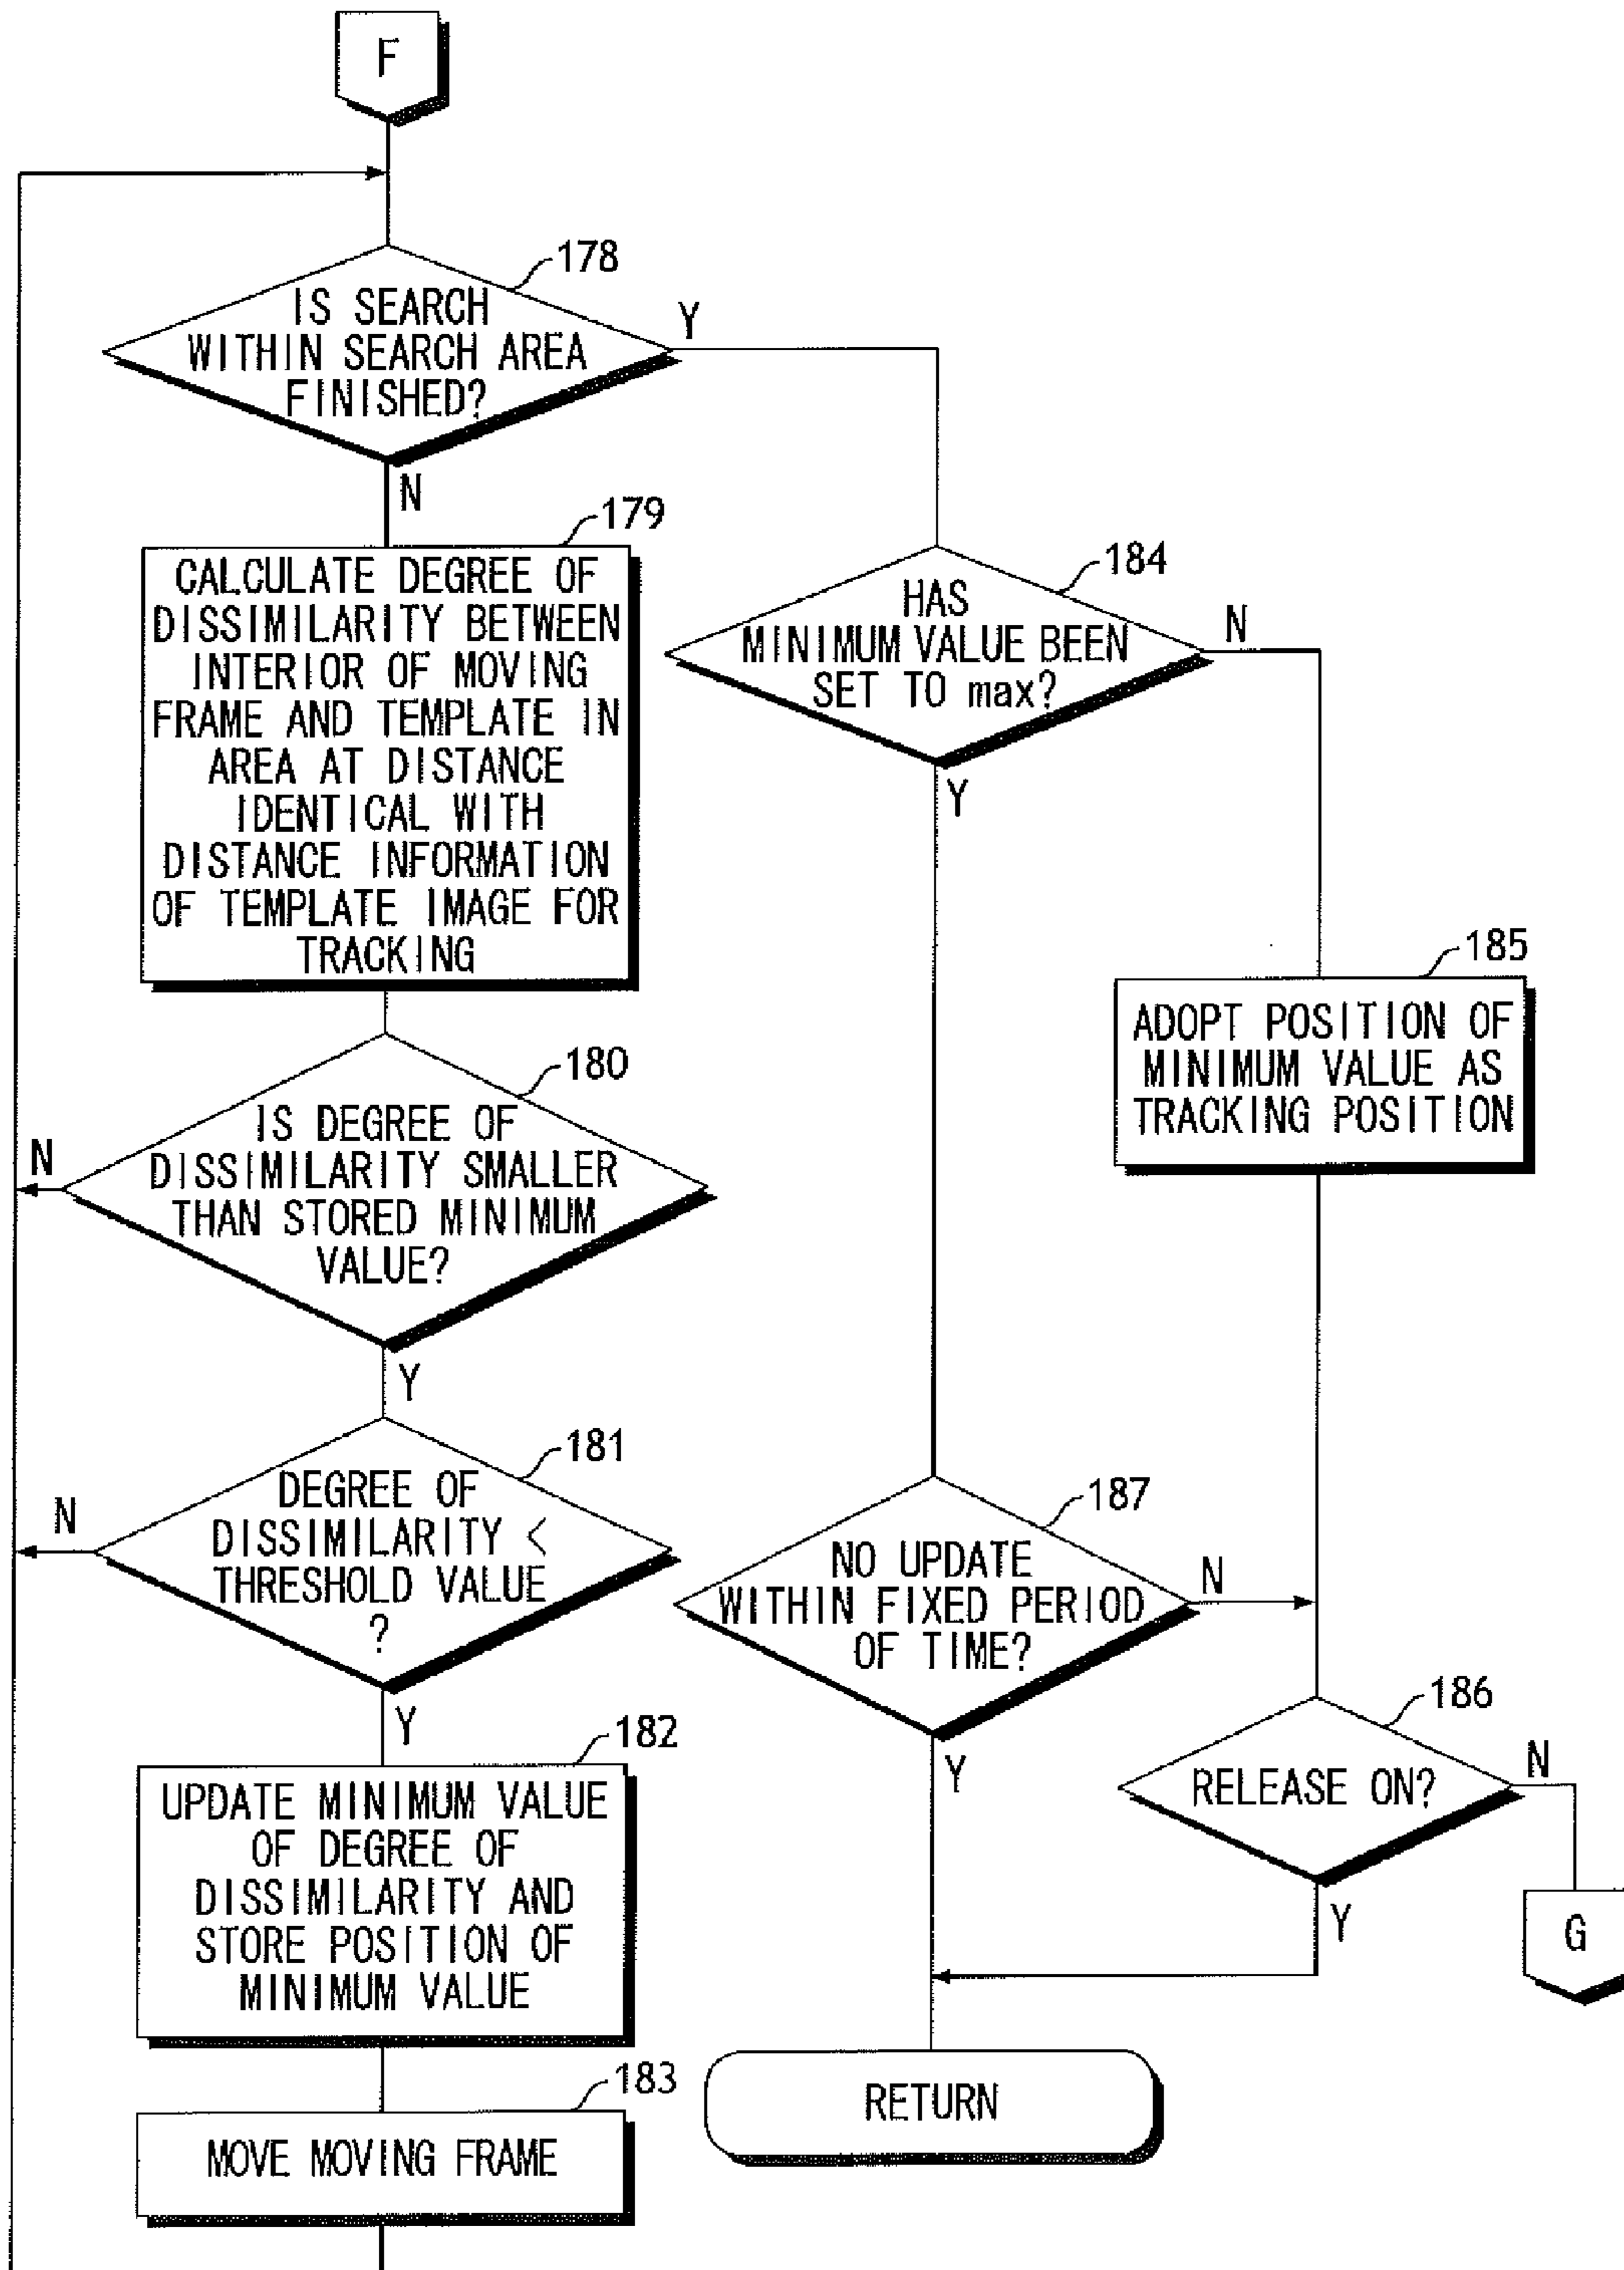 F
178
IS SEARCH
WITHIN SEARCH AREA
FINISHED?
Y
N
179
CALCULATE DEGREE OF
DISSIMILARITY BETWEEN
INTERIOR OF MOVING
FRAME AND TEMPLATE IN
AREA AT DISTANCE
IDENTICAL WITH
DISTANCE INFORMATION
OF TEMPLATE IMAGE FOR
TRACKING
180
IS DEGREE OF
DISSIMILARITY SMALLER
THAN STORED MINIMUM
VALUE?
N
Y
181
DEGREE OF
DISSIMILARITY <
THRESHOLD VALUE
?
N
Y
182
UPDATE MINIMUM VALUE
OF DEGREE OF
DISSIMILARITY AND
STORE POSITION OF
MINIMUM VALUE
183
MOVE MOVING FRAME
184
HAS
MINIMUM VALUE BEEN
SET TO max?
N
Y
185
ADOPT POSITION OF
MINIMUM VALUE AS
TRACKING POSITION
187
NO UPDATE
WITHIN FIXED PERIOD
OF TIME?
N
Y
186
RELEASE ON?
N
Y
G
RETURN